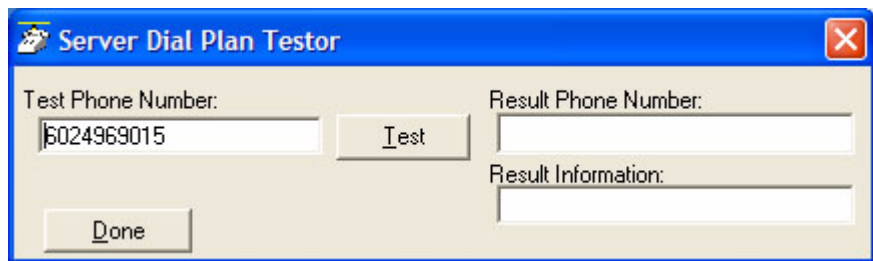 Server Dial Plan Testor
Test Phone Number:
6024969015
Test
Done
Result Phone Number:
Result Information: